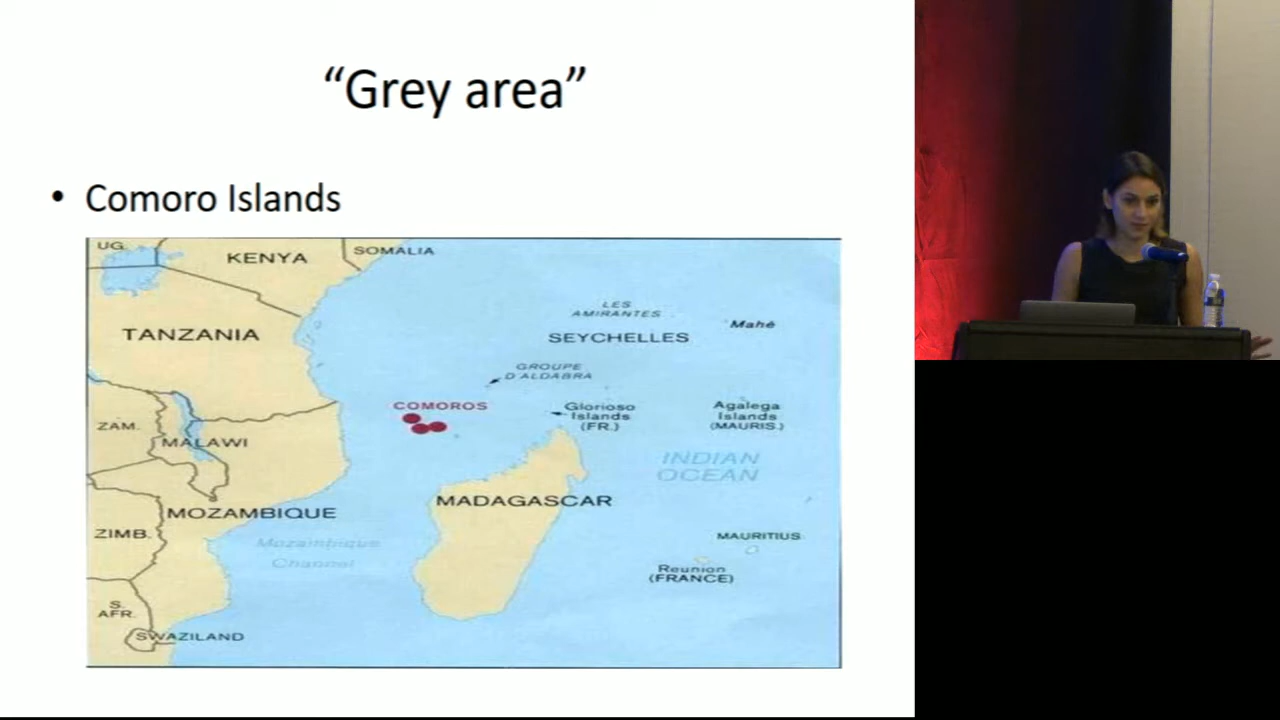 “Grey area”
• Comoro Islands
UG.
KENYA
SOMALIA
TANZANIA
LES
AMIRANTES
Mahé
SEYCHELLES
GROUPE
D'ALDABRA
COMOROS
Glorioso
Islands
(FR.)
Agalega
Islands
(MAURIS.)
ZAM.
MALAWI
INDIAN
OCEAN
MADAGASCAR
MOZAMBIQUE
ZIMB.
Mozambique
Channel
MAURITIUS
Reunion
(FRANCE)
S.
AFR.
SWAZILAND